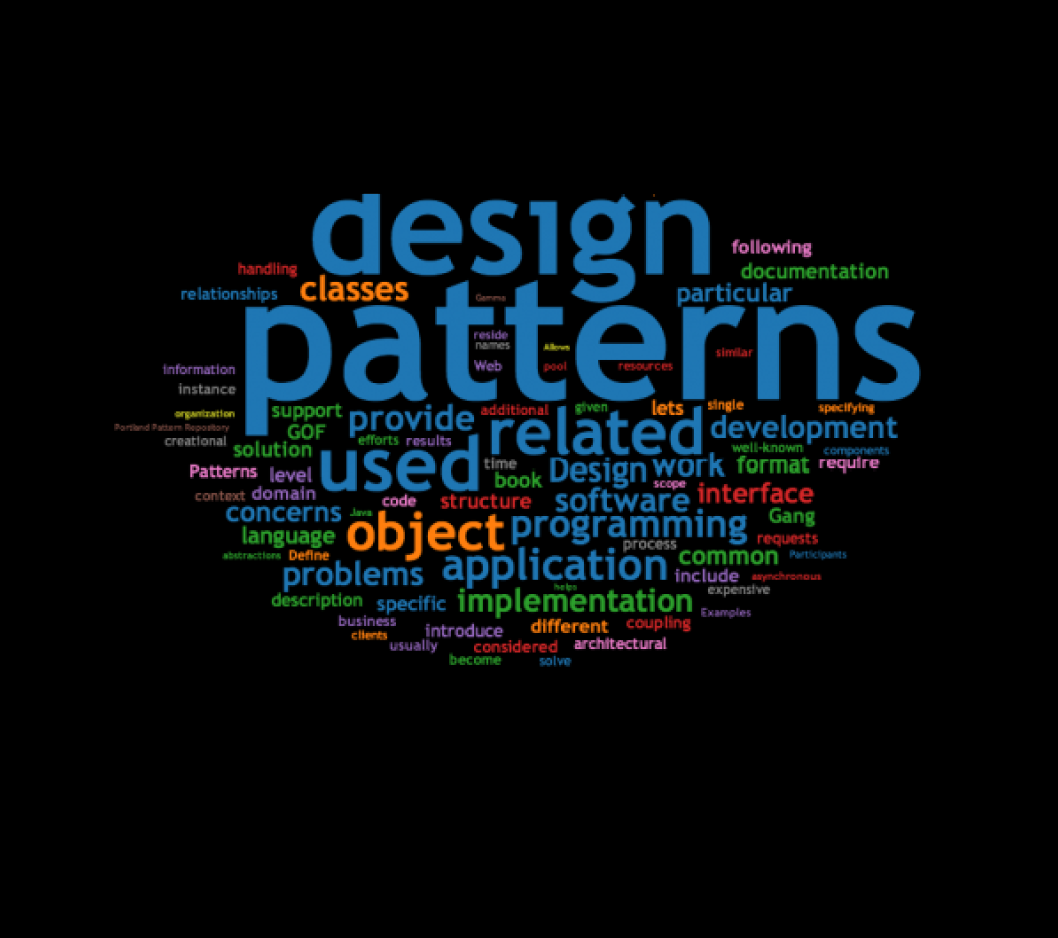 design
following
handling
documentation
relationships
classes
Gamma
particular
patterns
reside
names
Allows
similar
information
Web
pool
resources
instance
organization
support
provide
additional
given
lets
single
specifying
Portland Pattern Repository
GOF
related
development
creational
efforts
results
well-known
components
solution
used
time
Design
work
format
require
Patterns
level
book
scope
context
domain
code
structure
software
interface
concerns
Java
object
programming
Gang
language
process
requests
abstractions
Define
common
Participants
problems
application
include
asynchronous
helps
expensive
description
specific
implementation
Examples
business
introduce
different
coupling
clients
usually
considered
architectural
become
solve